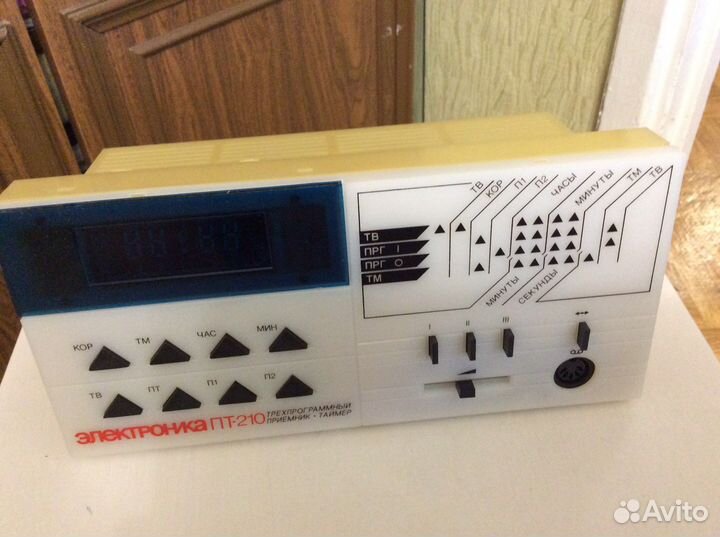 ТВ КОР П1 П2 ЧАСЫ МИНУТЫ ТМ ТВ
ТВ
ПРГ I
ПРГ O
ТМ
МИНУТЫ СЕКУНДЫ
КОР ТМ ЧАС МИН
I II III
ТВ ПТ П1 П2
электроника ПТ-210 ТРЕХПРОГРАММНЫЙ
ПРИЕМНИК - ТАЙМЕР
Avito